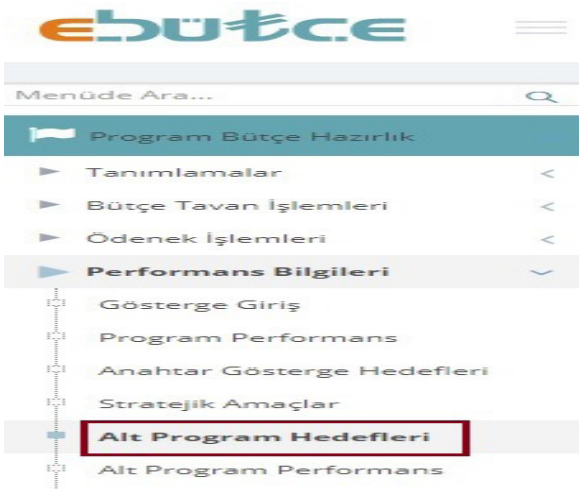 ebütçe
Menüde Ara...
Program Bütçe Hazırlık
Tanımlamalar
Bütçe Tavan İşlemleri
Ödenek İşlemleri
Performans Bilgileri
Gösterge Giriş
Program Performans
Anahtar Gösterge Hedefleri
Stratejik Amaçlar
Alt Program Hedefleri
Alt Program Performans